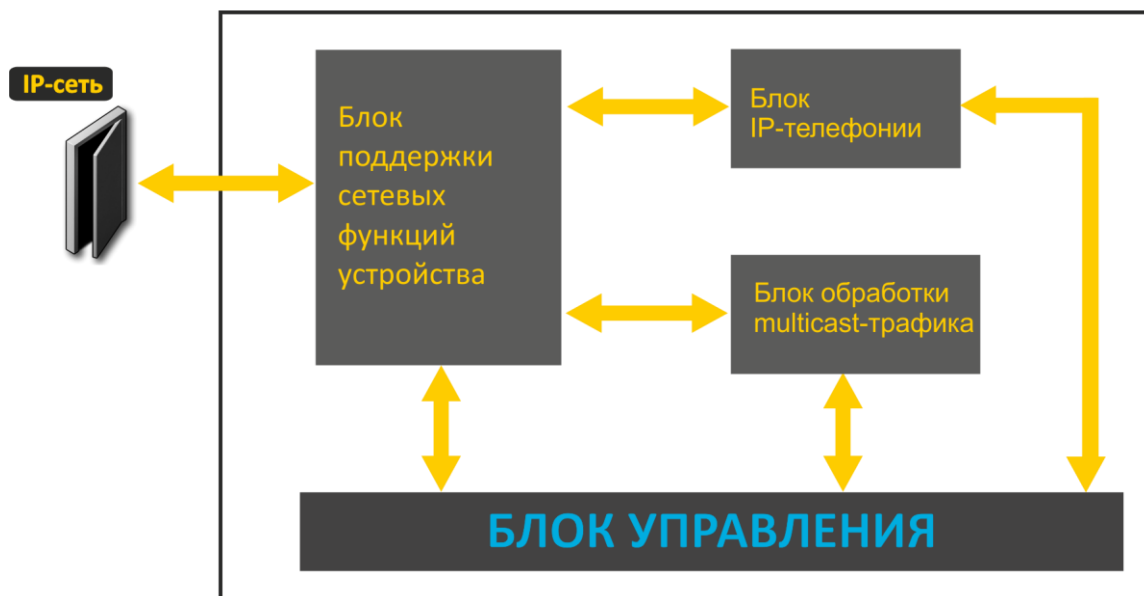 IP-сеть
Блок
поддержки
сетевых
функций
устройства
Блок
IP-телефонии
Блок обработки
multicast-трафика
БЛОК УПРАВЛЕНИЯ